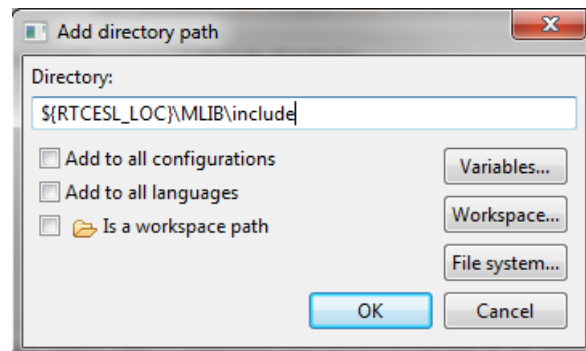 Add directory path
Directory:
${RTCESL_LOC}\MLIB\include
Add to all configurations
Variables...
Add to all languages
Workspace...
Is a workspace path
File system...
OK
Cancel